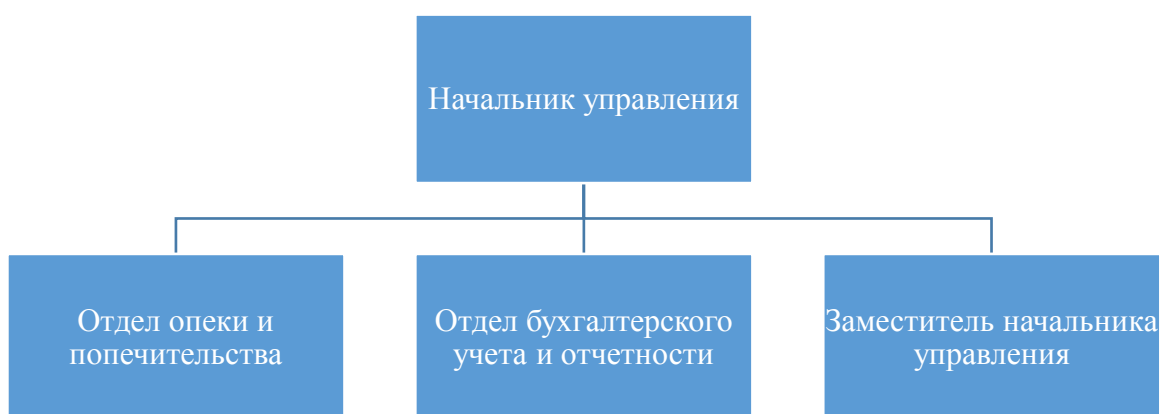 Начальник управления
Отдел опеки и
попечительства
Отдел бухгалтерского
учета и отчетности
Заместитель начальника
управления